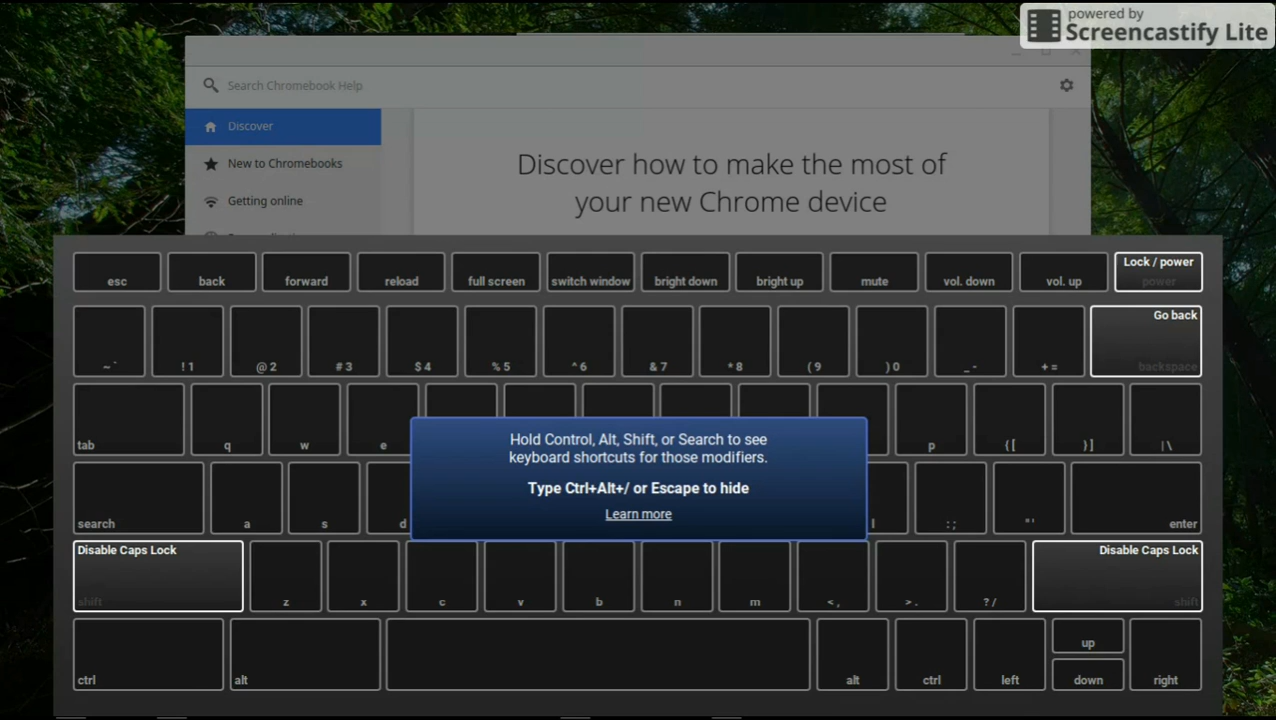 powered by
Screencastify Lite
Search Chromebook Help
Discover
New to Chromebooks
Getting online
Discover how to make the most of
your new Chrome device
esc back forward reload full screen switch window bright down bright up mute vol. down vol. up Lock / power
power
Go back
~ ` ! 1 @ 2 # 3 $ 4 % 5 ^ 6 & 7 * 8 ( 9 ) 0 _ - + = backspace
tab q w e p { [ } ] | \
Hold Control, Alt, Shift, or Search to see
keyboard shortcuts for those modifiers.
Type Ctrl+Alt+/ or Escape to hide
Learn more
search a s d l : ; " ' enter
Disable Caps Lock Disable Caps Lock
shift z x c v b n m < , > . ? / shift
up
ctrl alt alt ctrl left down right